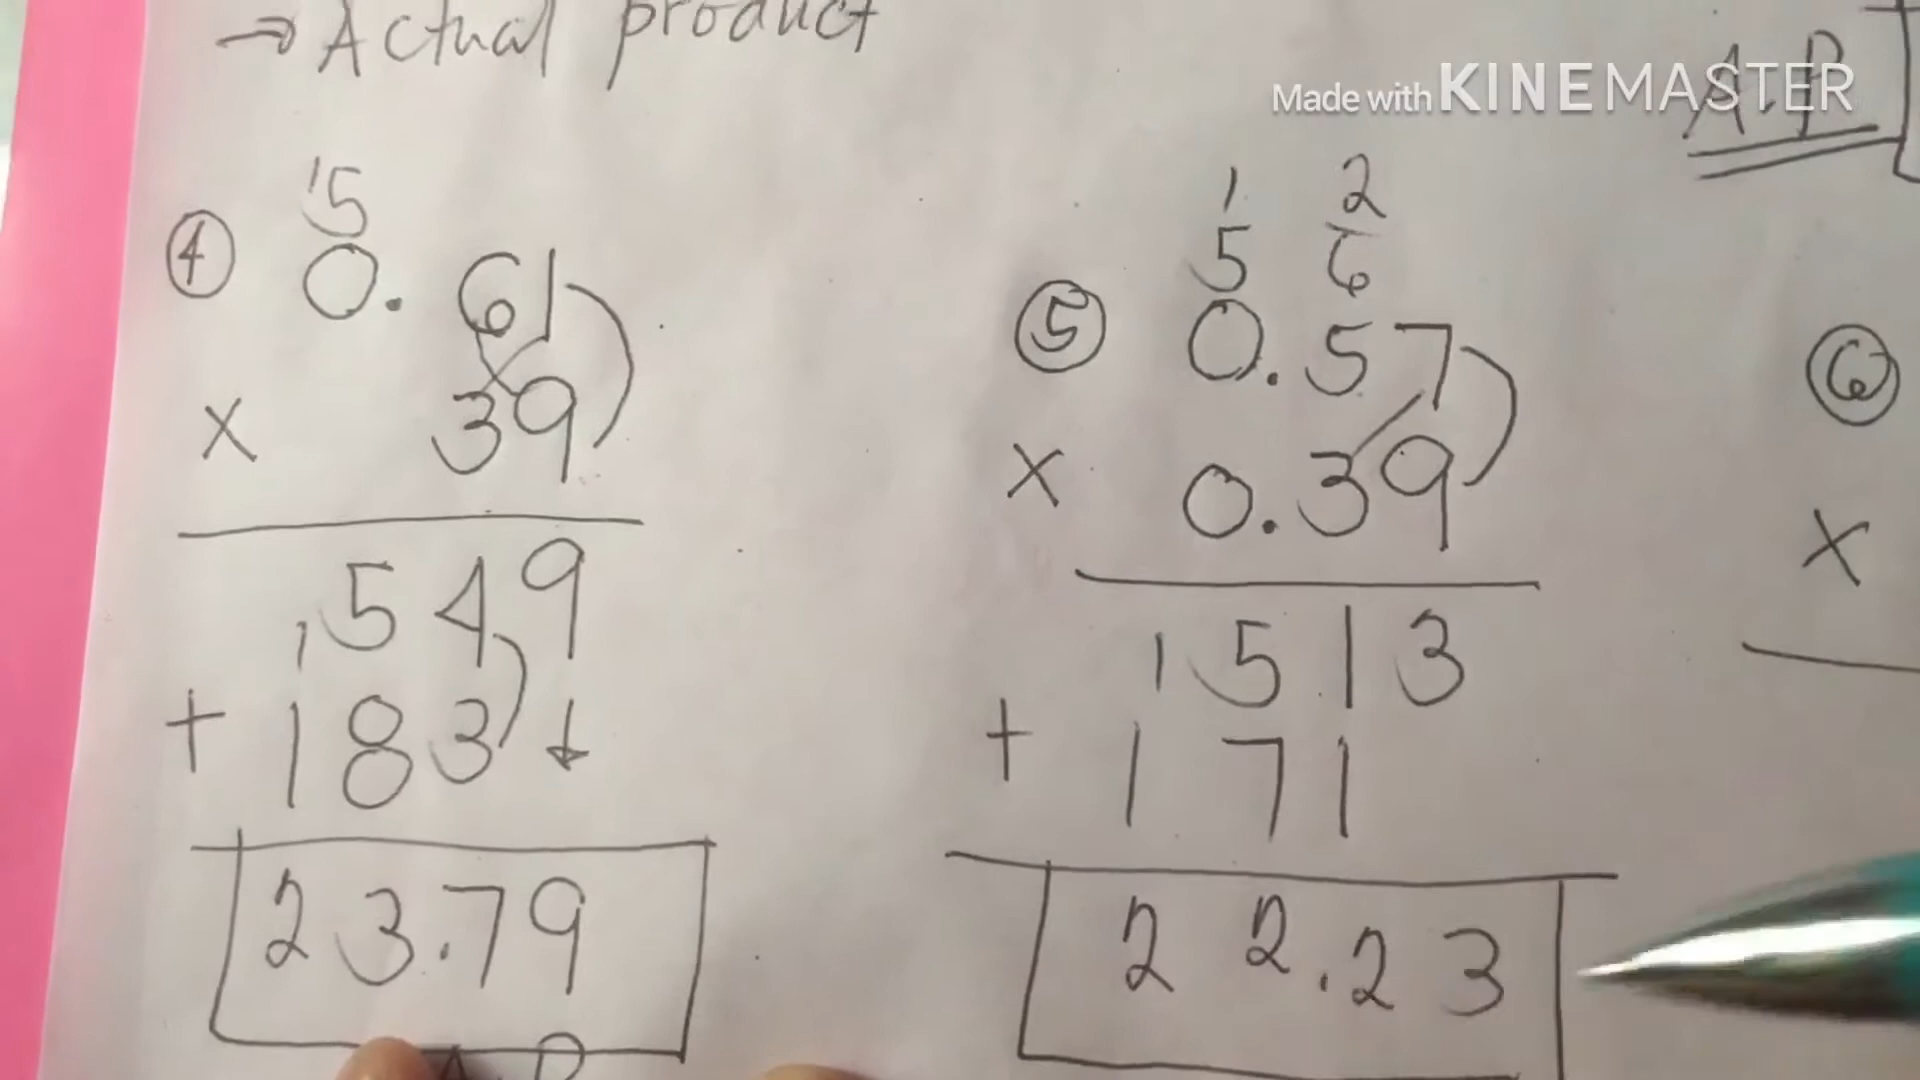 → Actual product
Made with KINEMASTER
A.P
15
④ 0.61
x 39
1549
+ 183↓
23.79
A.P
1 2
5 6
⑤ 0.57
x 0.39
1513
+ 171
22.23
⑥
x